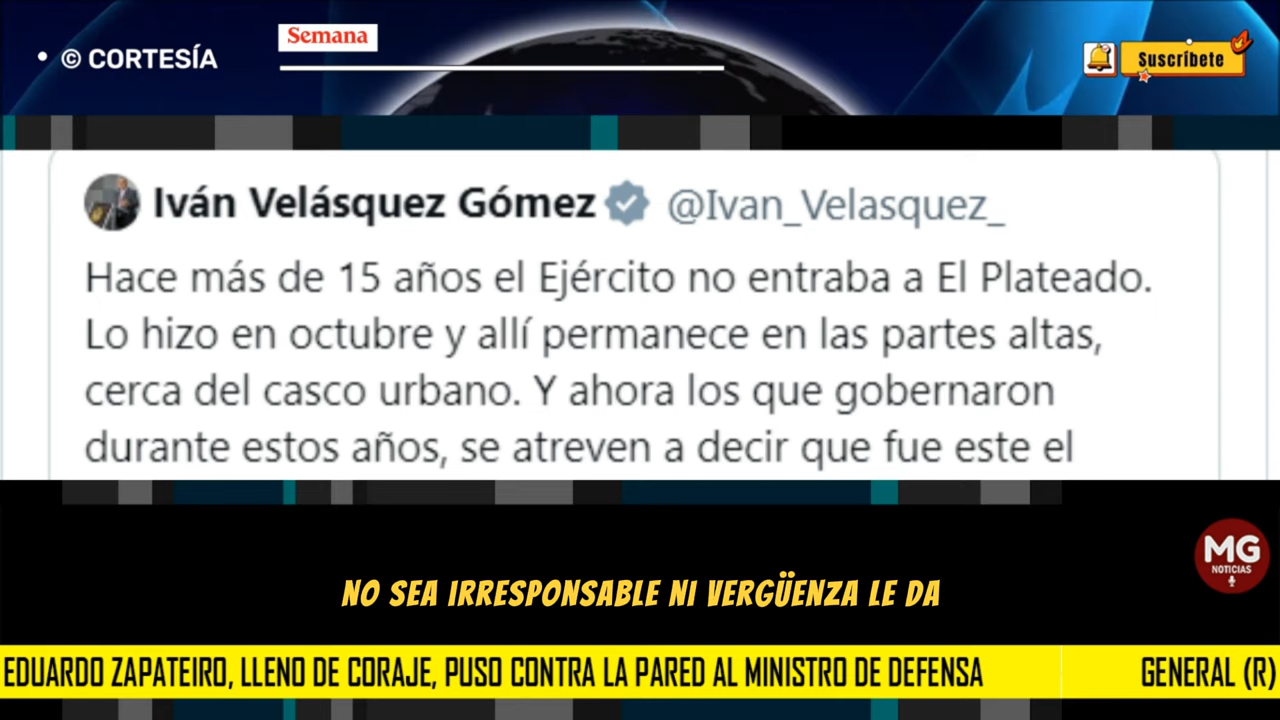 © CORTESÍA
Semana
Suscríbete
Iván Velásquez Gómez @Ivan_Velasquez_
Hace más de 15 años el Ejército no entraba a El Plateado.
Lo hizo en octubre y allí permanece en las partes altas,
cerca del casco urbano. Y ahora los que gobernaron
durante estos años, se atreven a decir que fue este el
MG
NOTICIAS
NO SEA IRRESPONSABLE NI VERGÜENZA LE DA
EDUARDO ZAPATEIRO, LLENO DE CORAJE, PUSO CONTRA LA PARED AL MINISTRO DE DEFENSA GENERAL (R)